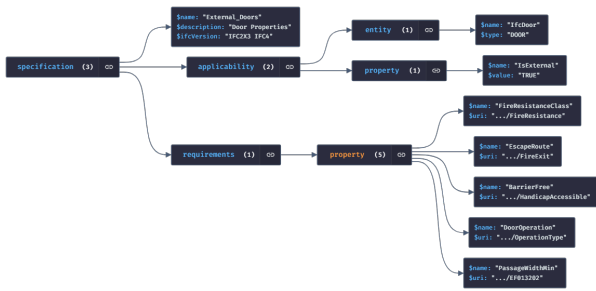 $name: "External_Doors"
$description: "Door Properties"
$ifcVersion: "IFC2X3 IFC4"
entity (1)
$name: "IfcDoor"
$type: "DOOR"
specification (3)
applicability (2)
property (1)
$name: "IsExternal"
$value: "TRUE"
$name: "FireResistanceClass"
$uri: ".../FireResistance"
requirements (1)
property (5)
$name: "EscapeRoute"
$uri: ".../FireExit"
$name: "BarrierFree"
$uri: ".../HandicapAccessible"
$name: "DoorOperation"
$uri: ".../OperationType"
$name: "PassageWidthMin"
$uri: ".../EF013202"